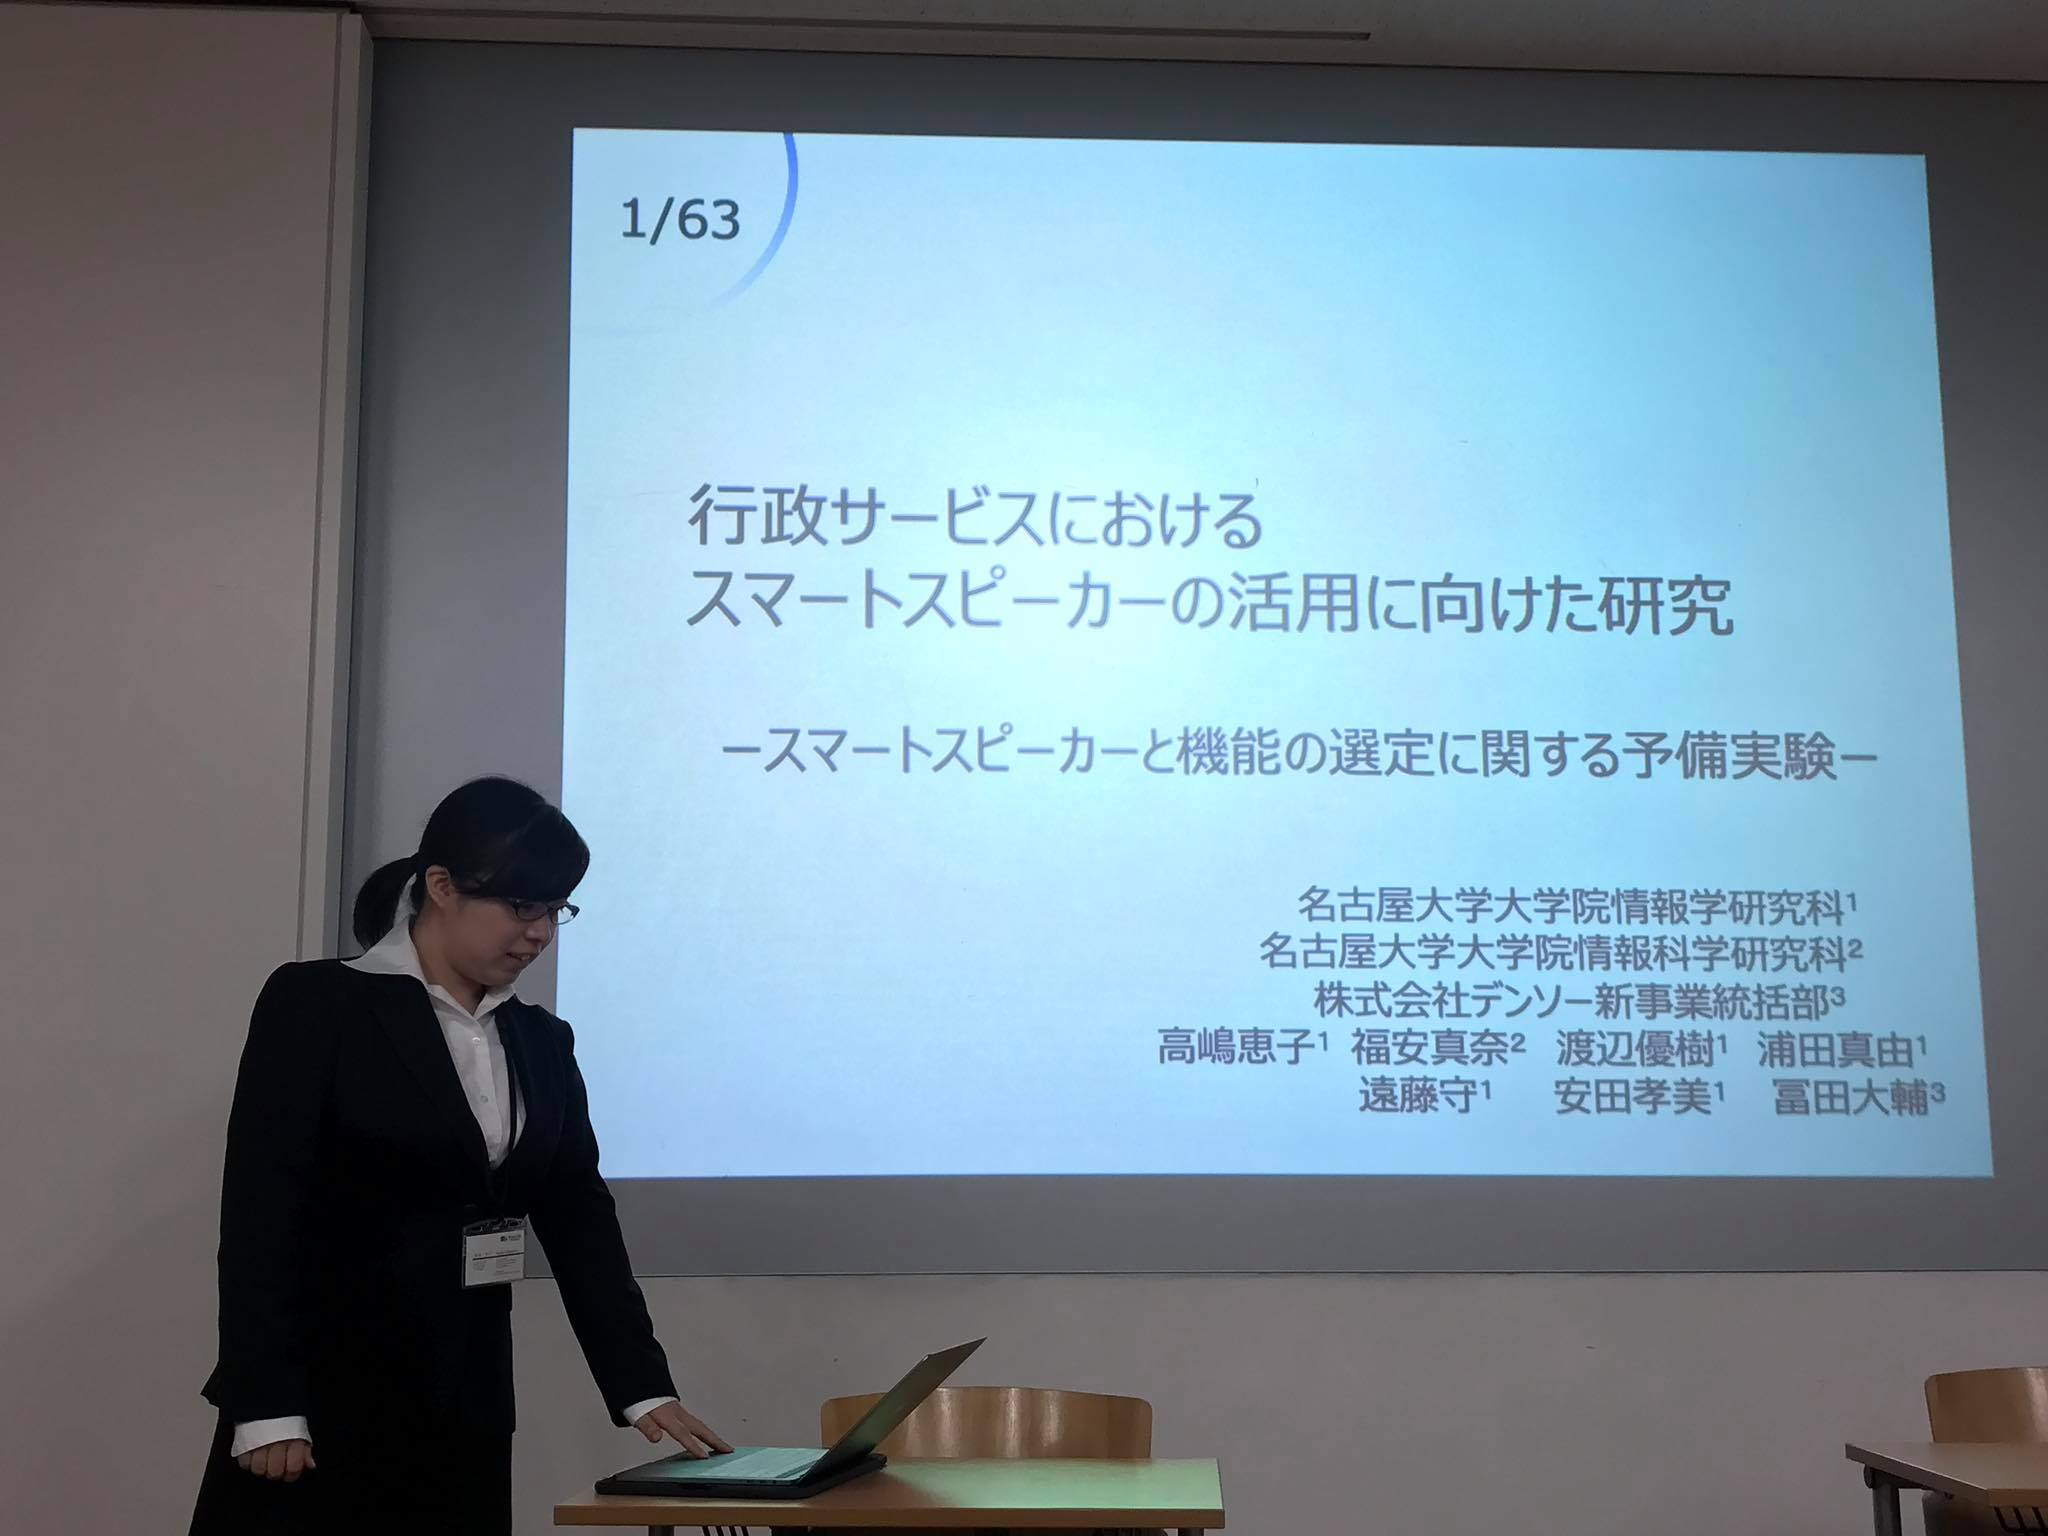 1/63
行政サービスにおける
スマートスピーカーの活用に向けた研究
ースマートスピーカーと機能の選定に関する予備実験ー
名古屋大学大学院情報学研究科¹
名古屋大学大学院情報科学研究科²
株式会社デンソー新事業統括部³
高嶋恵子¹ 福安真奈² 渡辺優樹¹ 浦田真由¹
遠藤守¹ 安田孝美¹ 冨田大輔³